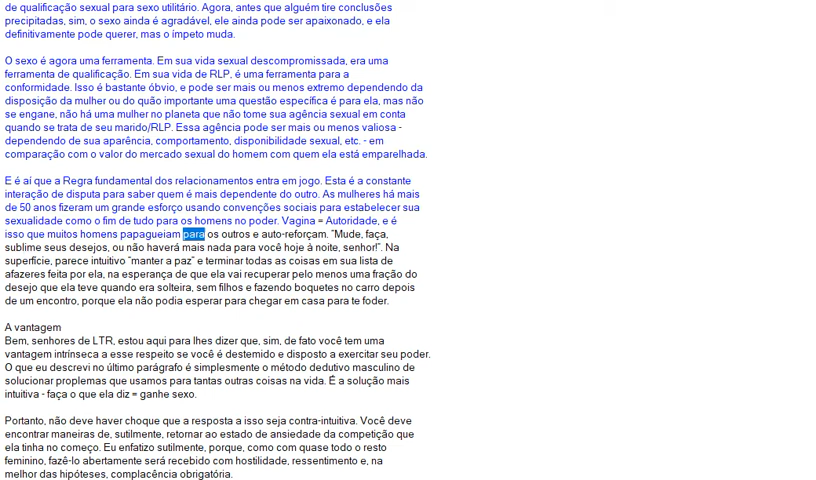 de qualificação sexual para sexo utilitário. Agora, antes que alguém tire conclusões
precipitadas, sim, o sexo ainda é agradável, ele ainda pode ser apaixonado, e ela
definitivamente pode querer, mas o ímpeto muda.
O sexo é agora uma ferramenta. Em sua vida sexual descompromissada, era uma
ferramenta de qualificação. Em sua vida de RLP, é uma ferramenta para a
conformidade. Isso é bastante óbvio, e pode ser mais ou menos extremo dependendo da
disposição da mulher ou do quão importante uma questão específica é para ela, mas não
se engane, não há uma mulher no planeta que não tome sua agência sexual em conta
quando se trata de seu marido/RLP. Essa agência pode ser mais ou menos valiosa -
dependendo de sua aparência, comportamento, disponibilidade sexual, etc. - em
comparação com o valor do mercado sexual do homem com quem ela está emparelhada.
E é aí que a Regra fundamental dos relacionamentos entra em jogo. Esta é a constante
interação de disputa para saber quem é mais dependente do outro. As mulheres há mais
de 50 anos fizeram um grande esforço usando convenções sociais para estabelecer sua
sexualidade como o fim de tudo para os homens no poder. Vagina = Autoridade, e é
isso que muitos homens papagueiam para os outros e auto-reforçam. "Mude, faça,
sublime seus desejos, ou não haverá mais nada para você hoje à noite, senhor!". Na
superfície, parece intuitivo "manter a paz" e terminar todas as coisas em sua lista de
afazeres feita por ela, na esperança de que ela vai recuperar pelo menos uma fração do
desejo que ela teve quando era solteira, sem filhos e fazendo boquetes no carro depois
de um encontro, porque ela não podia esperar para chegar em casa para te foder.
A vantagem
Bem, senhores de LTR, estou aqui para lhes dizer que, sim, de fato você tem uma
vantagem intrínseca a esse respeito se você é destemido e disposto a exercitar seu poder.
O que eu descrevi no último parágrafo é simplesmente o método dedutivo masculino de
solucionar proplemas que usamos para tantas outras coisas na vida. É a solução mais
intuitiva - faça o que ela diz = ganhe sexo.
Portanto, não deve haver choque que a resposta a isso seja contra-intuitiva. Você deve
encontrar maneiras de, sutilmente, retornar ao estado de ansiedade da competição que
ela tinha no começo. Eu enfatizo sutilmente, porque, como com quase todo o resto
feminino, fazê-lo abertamente será recebido com hostilidade, ressentimento e, na
melhor das hipóteses, complacência obrigatória.